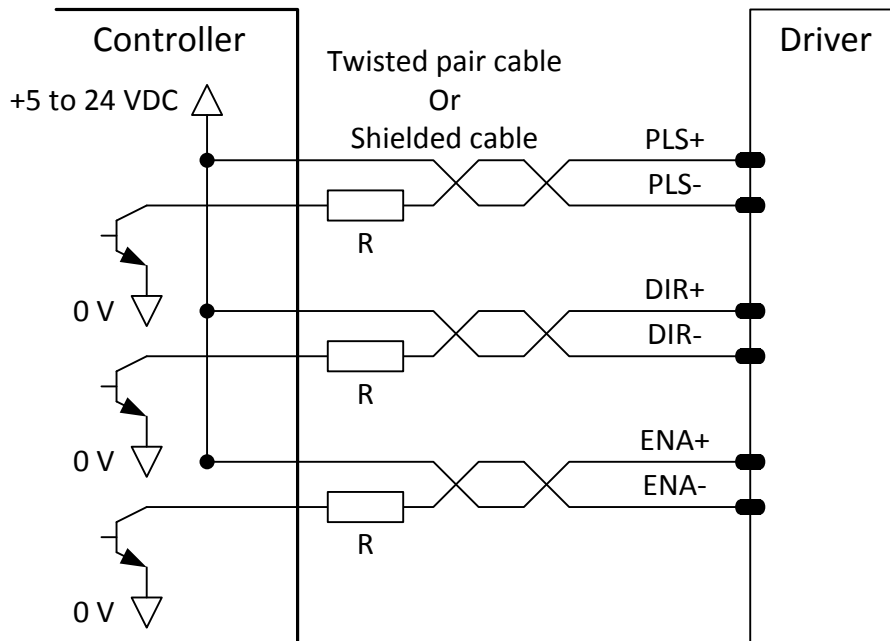 Controller
Driver
Twisted pair cable
Or
Shielded cable
+5 to 24 VDC
PLS+
PLS-
R
0 V
DIR+
DIR-
R
0 V
ENA+
ENA-
R
0 V